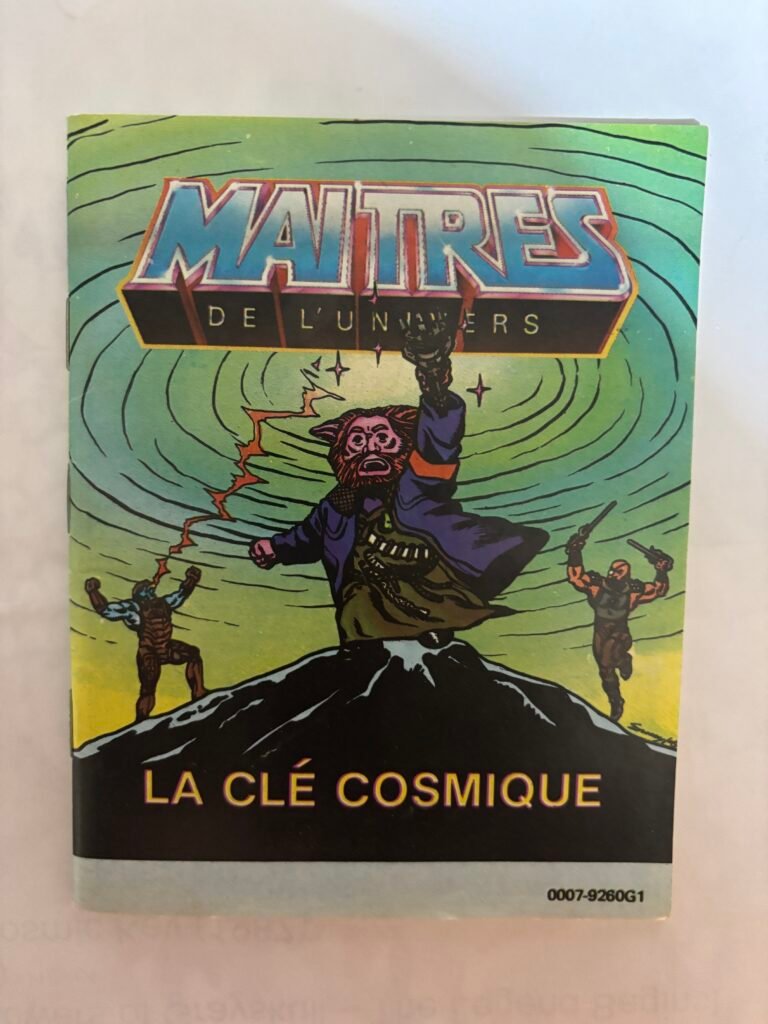 MAITRES
DE L'UNIVERS
LA CLÉ COSMIQUE
0007-9260G1